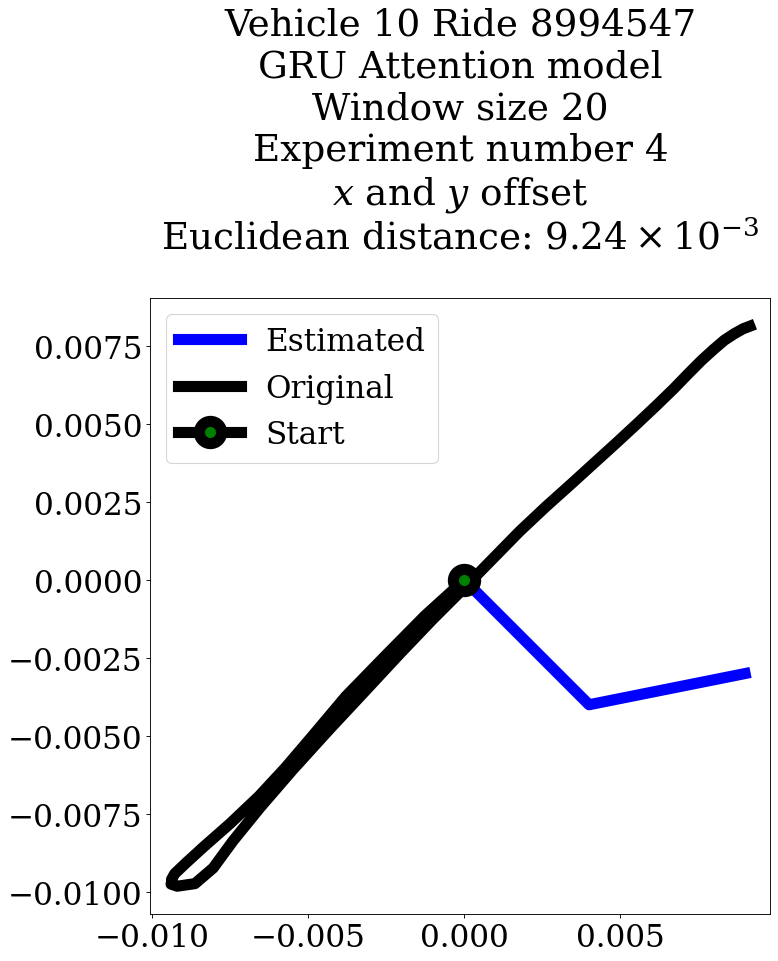 Vehicle 10 Ride 8994547
GRU Attention model
Window size 20
Experiment number 4
x and y offset
Euclidean distance: 9.24 × 10⁻³
Estimated
Original
Start
0.0075
0.0050
0.0025
0.0000
−0.0025
−0.0050
−0.0075
−0.0100
−0.010 −0.005 0.000 0.005